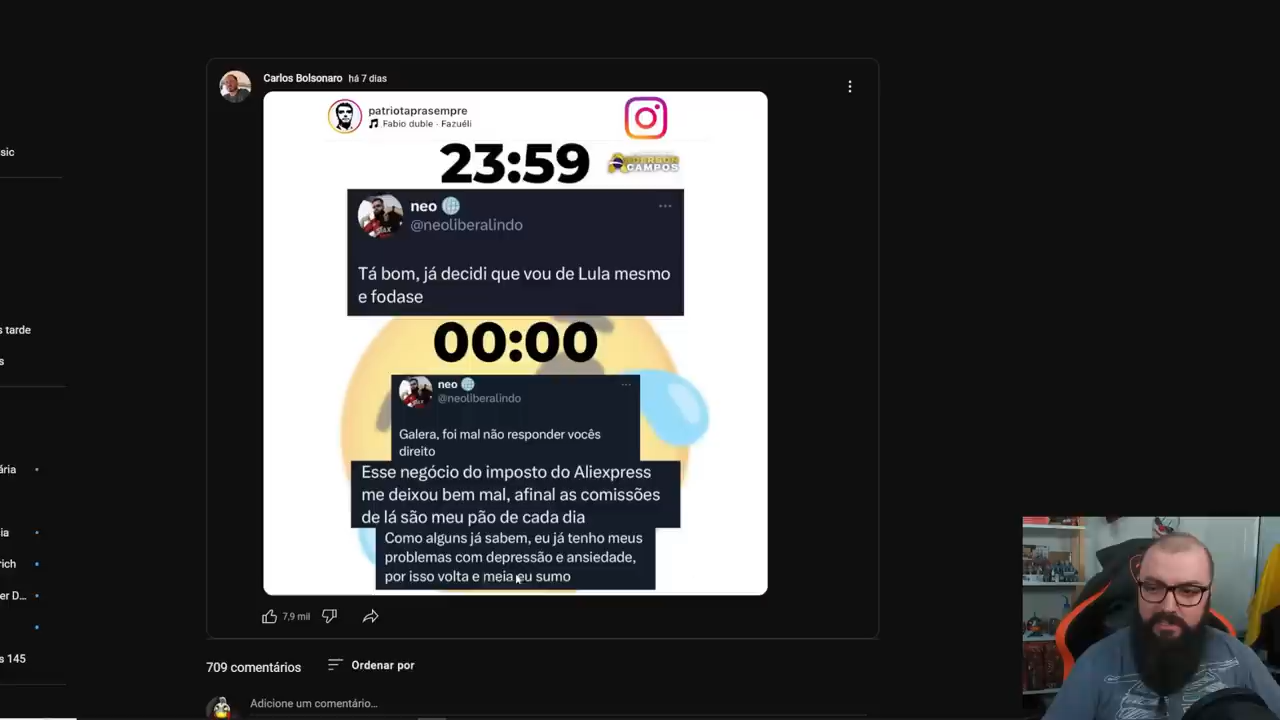 Carlos Bolsonaro há 7 dias
patriotaprasempre
Fabio duble · Fazuéli
23:59
CAMPOS
neo
@neoliberalindo
Tá bom, já decidi que vou de Lula mesmo
e fodase
00:00
neo
@neoliberalindo
Galera, foi mal não responder vocês
direito
Esse negócio do imposto do Aliexpress
me deixou bem mal, afinal as comissões
de lá são meu pão de cada dia
Como alguns já sabem, eu já tenho meus
problemas com depressão e ansiedade,
por isso volta e meia eu sumo
7,9 mil
709 comentários
Ordenar por
Adicione um comentário...
sic
s tarde
s
ária
ia
rich
er D...
s 145